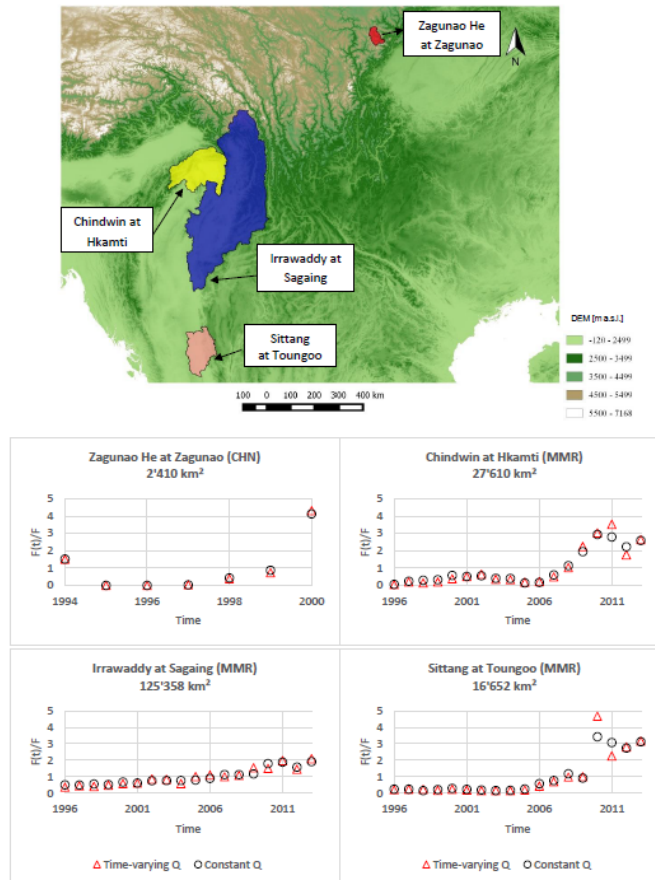 Zagunao He
at Zagunao
N
Chindwin at
Hkamti
Irrawaddy at
Sagaing
Sittang
at Toungoo
DEM [m a.s.l.]
-120 - 2499
2500 - 3499
3500 - 4499
4500 - 5499
5500 - 7168
100 0 100 200 300 400 km
Zagunao He at Zagunao (CHN)
2'410 km²
F(t)/F
5
4
3
2
1
0
1994 1996 1998 2000
Time
Chindwin at Hkamti (MMR)
27'610 km²
F(t)/F
5
4
3
2
1
0
1996 2001 2006 2011
Time
Irrawaddy at Sagaing (MMR)
125'358 km²
F(t)/F
5
4
3
2
1
0
1996 2001 2006 2011
Time
△ Time-varying Q ○ Constant Q
Sittang at Toungoo (MMR)
16'652 km²
F(t)/F
5
4
3
2
1
0
1996 2001 2006 2011
Time
△ Time-varying Q ○ Constant Q